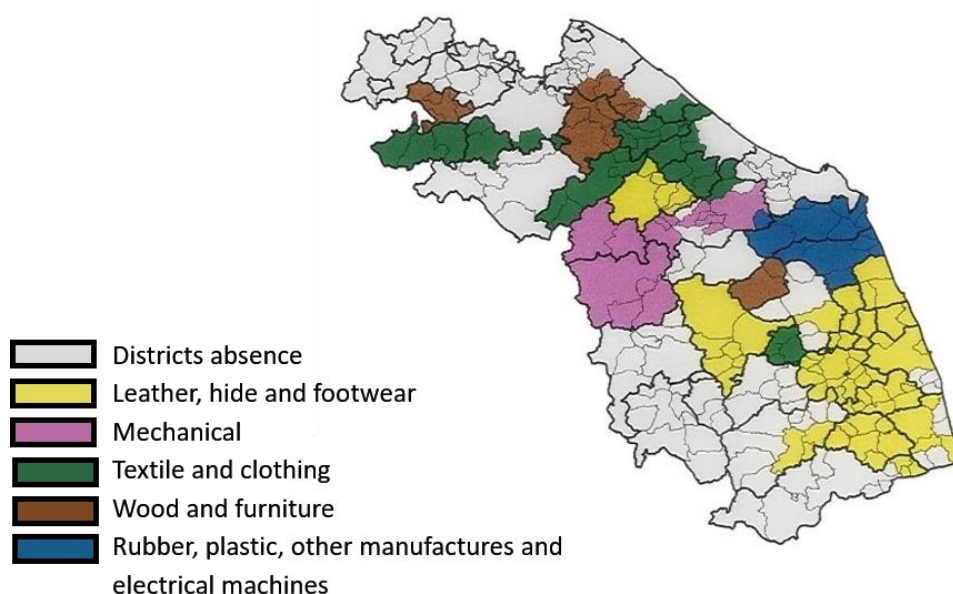 Districts absence
Leather, hide and footwear
Mechanical
Textile and clothing
Wood and furniture
Rubber, plastic, other manufactures and
electrical machines